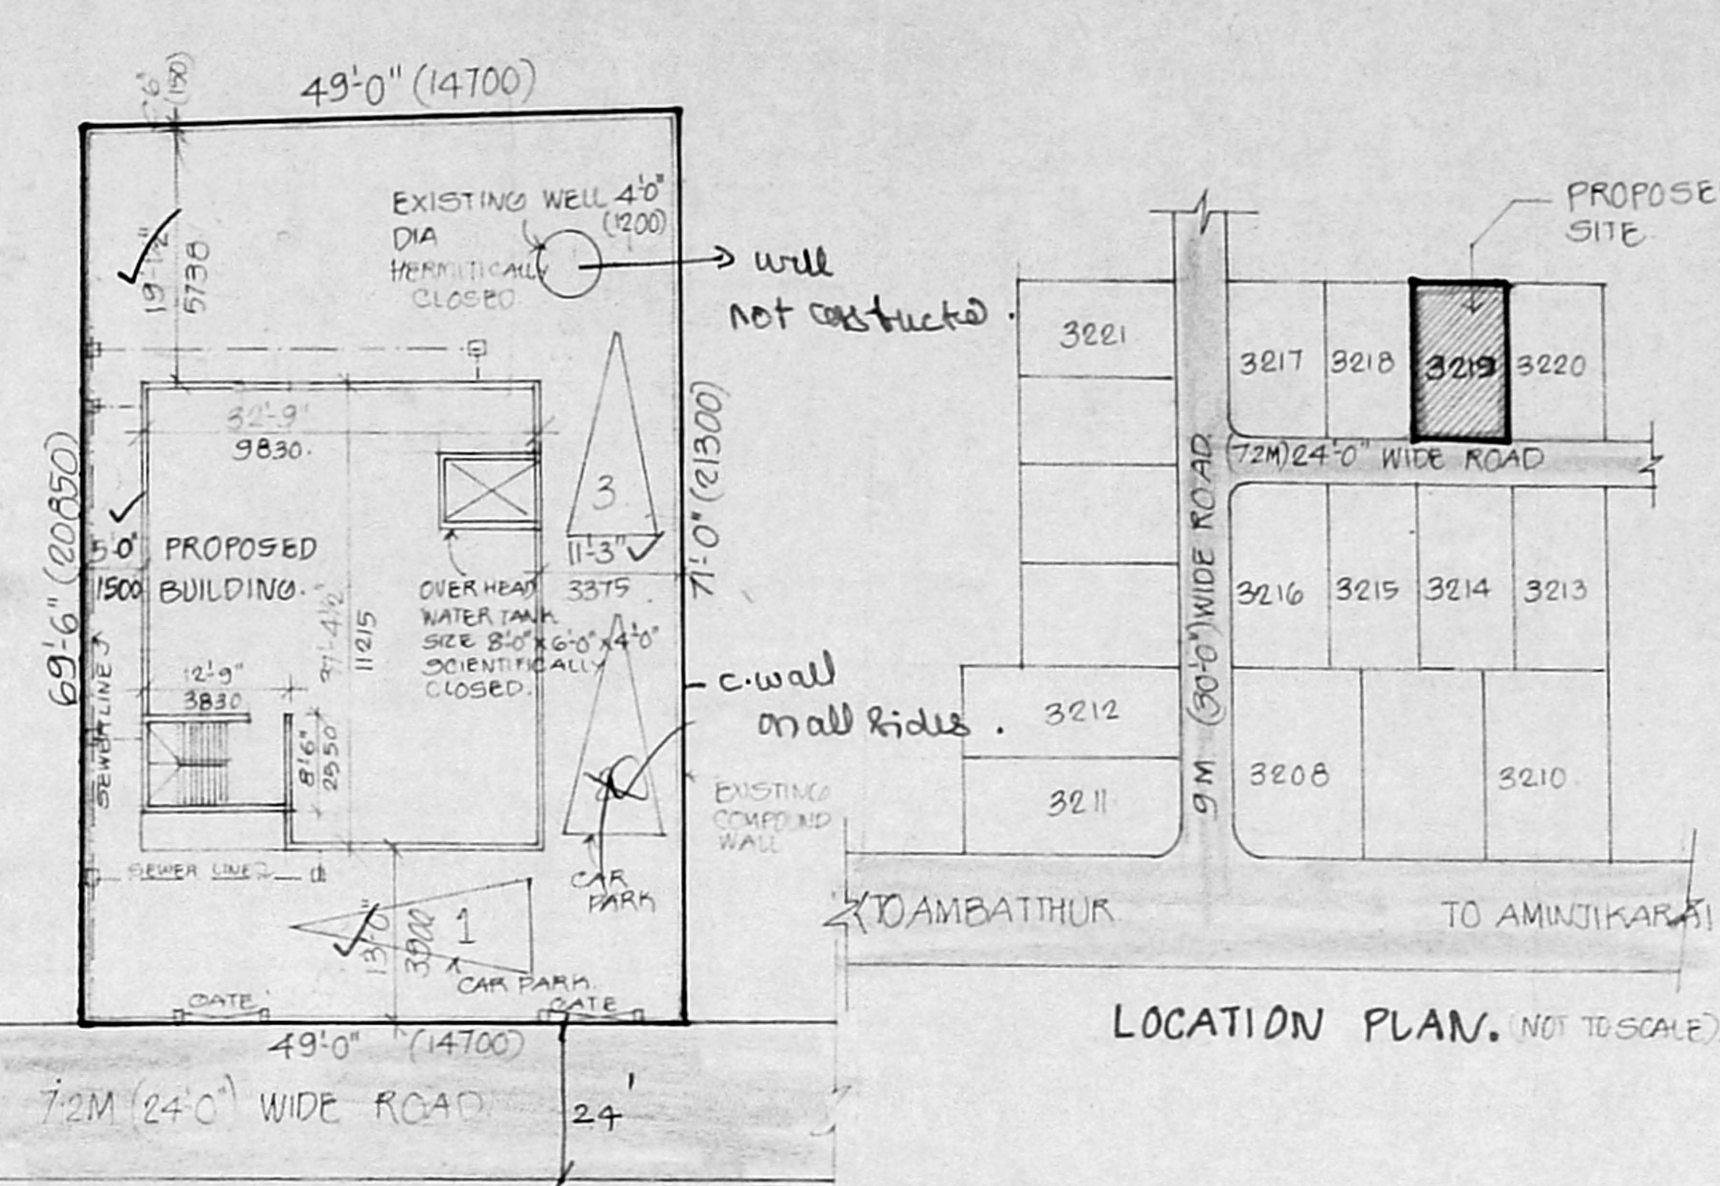 49'-0" (14700)
(150)
EXISTING WELL 4'0"
(1200)
DIA
HERMITICALLY
CLOSED
well
not constructed.
19'-1½"
5738
32'-9"
9830.
69'-6" (20850)
71'-0" (21300)
3
11'-3"
3375
5'0"
1500
PROPOSED
BUILDING.
37'-4½"
11215
OVER HEAD
WATER TANK
SIZE 8'-0" X 6'-0" X 4'-0"
SCIENTIFICALLY
CLOSED.
12'-9"
3830
8'6"
2550
SEWER LINE
c.wall
on all sides.
EXISTING
COMPOUND
WALL
SEWER LINE
CAR
PARK
13'-0"
3900
1
CAR PARK.
GATE
GATE
49'-0" (14700)
7.2M (24'0") WIDE ROAD
24'
PROPOSE
SITE
3221
3217
3218
3219
3220
(7.2M) 24'-0" WIDE ROAD
9M (30'-0") WIDE ROAD
3216
3215
3214
3213
3212
3211
3208
3210
TO AMBATTHUR
TO AMINJIKARAI
LOCATION PLAN. (NOT TO SCALE)